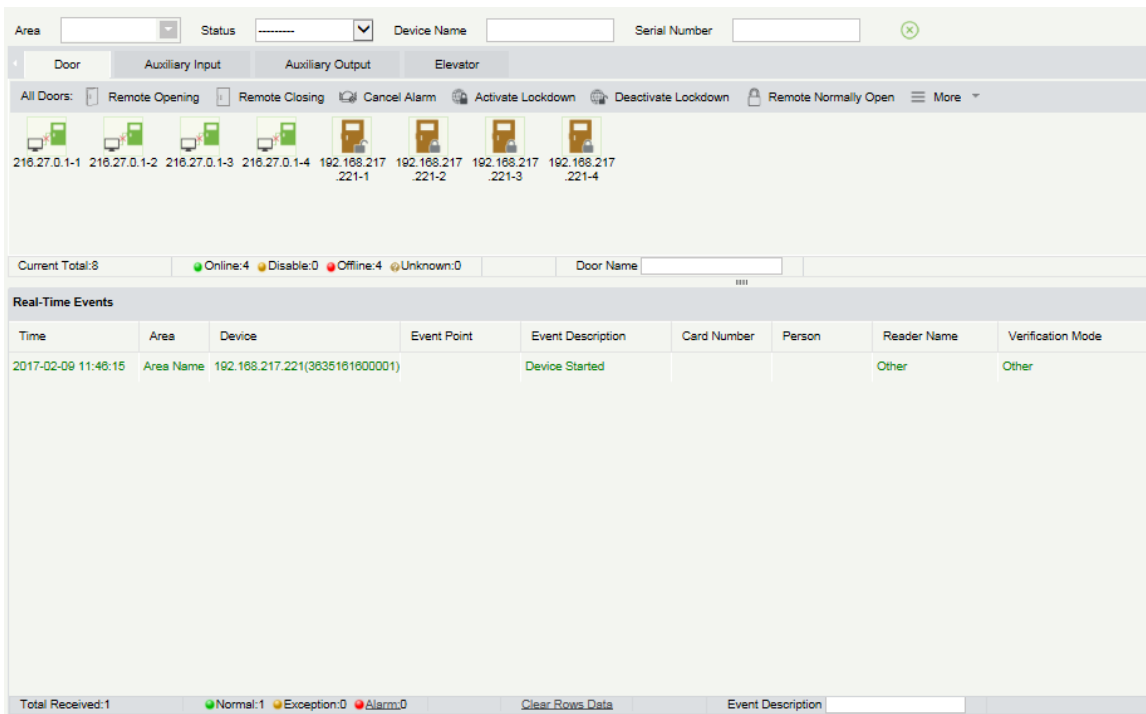 Area Status --------- Device Name Serial Number
Door Auxiliary Input Auxiliary Output Elevator
All Doors: Remote Opening Remote Closing Cancel Alarm Activate Lockdown Deactivate Lockdown Remote Normally Open More
216.27.0.1-1 216.27.0.1-2 216.27.0.1-3 216.27.0.1-4 192.168.217 192.168.217 192.168.217 192.168.217
.221-1 .221-2 .221-3 .221-4
Current Total:8 Online:4 Disable:0 Offline:4 Unknown:0 Door Name
Real-Time Events
Time Area Device Event Point Event Description Card Number Person Reader Name Verification Mode
2017-02-09 11:46:15 Area Name 192.168.217.221(3635161600001) Device Started Other Other
Total Received:1 Normal:1 Exception:0 Alarm:0 Clear Rows Data Event Description